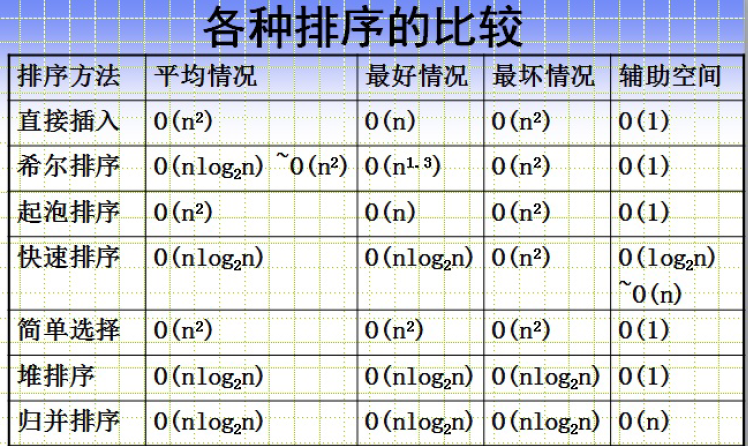 各种排序的比较
排序方法 平均情况 最好情况 最坏情况 辅助空间
直接插入 O(n²) O(n) O(n²) O(1)
希尔排序 O(nlog₂n) ~O(n²) O(n¹·³) O(n²) O(1)
起泡排序 O(n²) O(n) O(n²) O(1)
快速排序 O(nlog₂n) O(nlog₂n) O(n²) O(log₂n)
~O(n)
简单选择 O(n²) O(n²) O(n²) O(1)
堆排序 O(nlog₂n) O(nlog₂n) O(nlog₂n) O(1)
归并排序 O(nlog₂n) O(nlog₂n) O(nlog₂n) O(n)